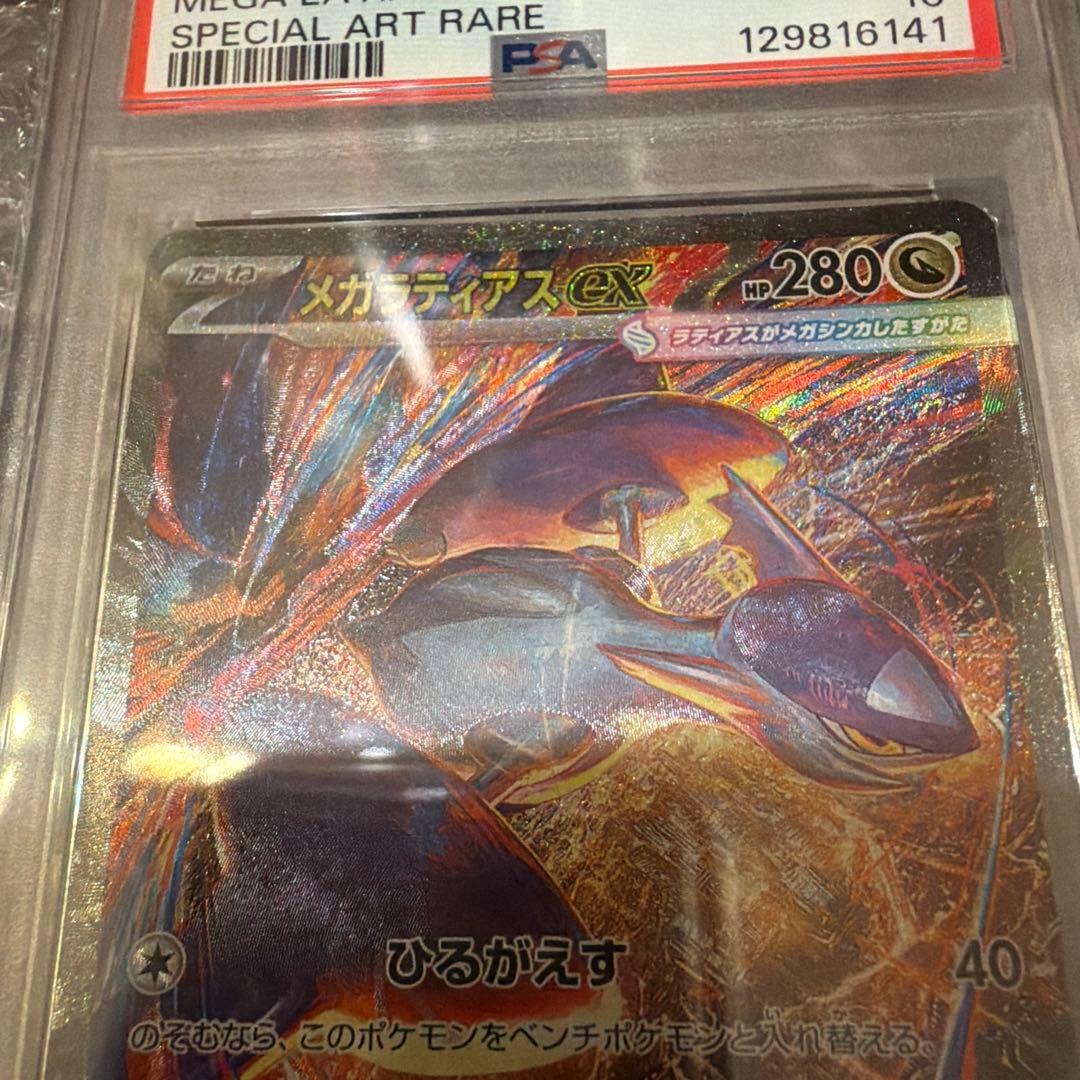 SPECIAL ART RARE
PSA
129816141
たね
メガラティアスex
HP 280
ラティアスがメガシンカしたすがた
ひるがえす
40
のぞむなら、このポケモンをベンチポケモンと入れ替える。